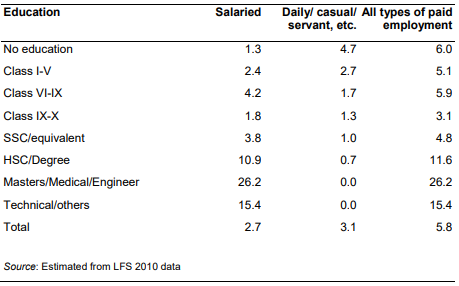 Education Salaried Daily/ casual/ All types of paid
servant, etc. employment
No education 1.3 4.7 6.0
Class I-V 2.4 2.7 5.1
Class VI-IX 4.2 1.7 5.9
Class IX-X 1.8 1.3 3.1
SSC/equivalent 3.8 1.0 4.8
HSC/Degree 10.9 0.7 11.6
Masters/Medical/Engineer 26.2 0.0 26.2
Technical/others 15.4 0.0 15.4
Total 2.7 3.1 5.8
Source: Estimated from LFS 2010 data